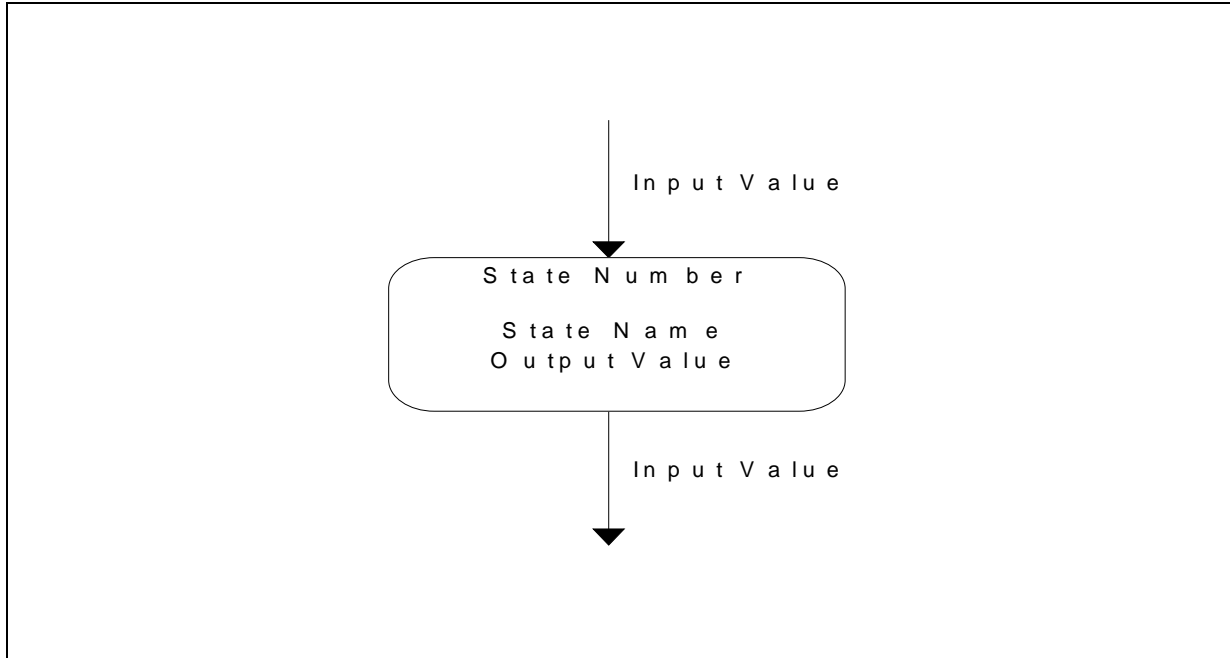 Input Value
State Number
State Name
Output Value
Input Value